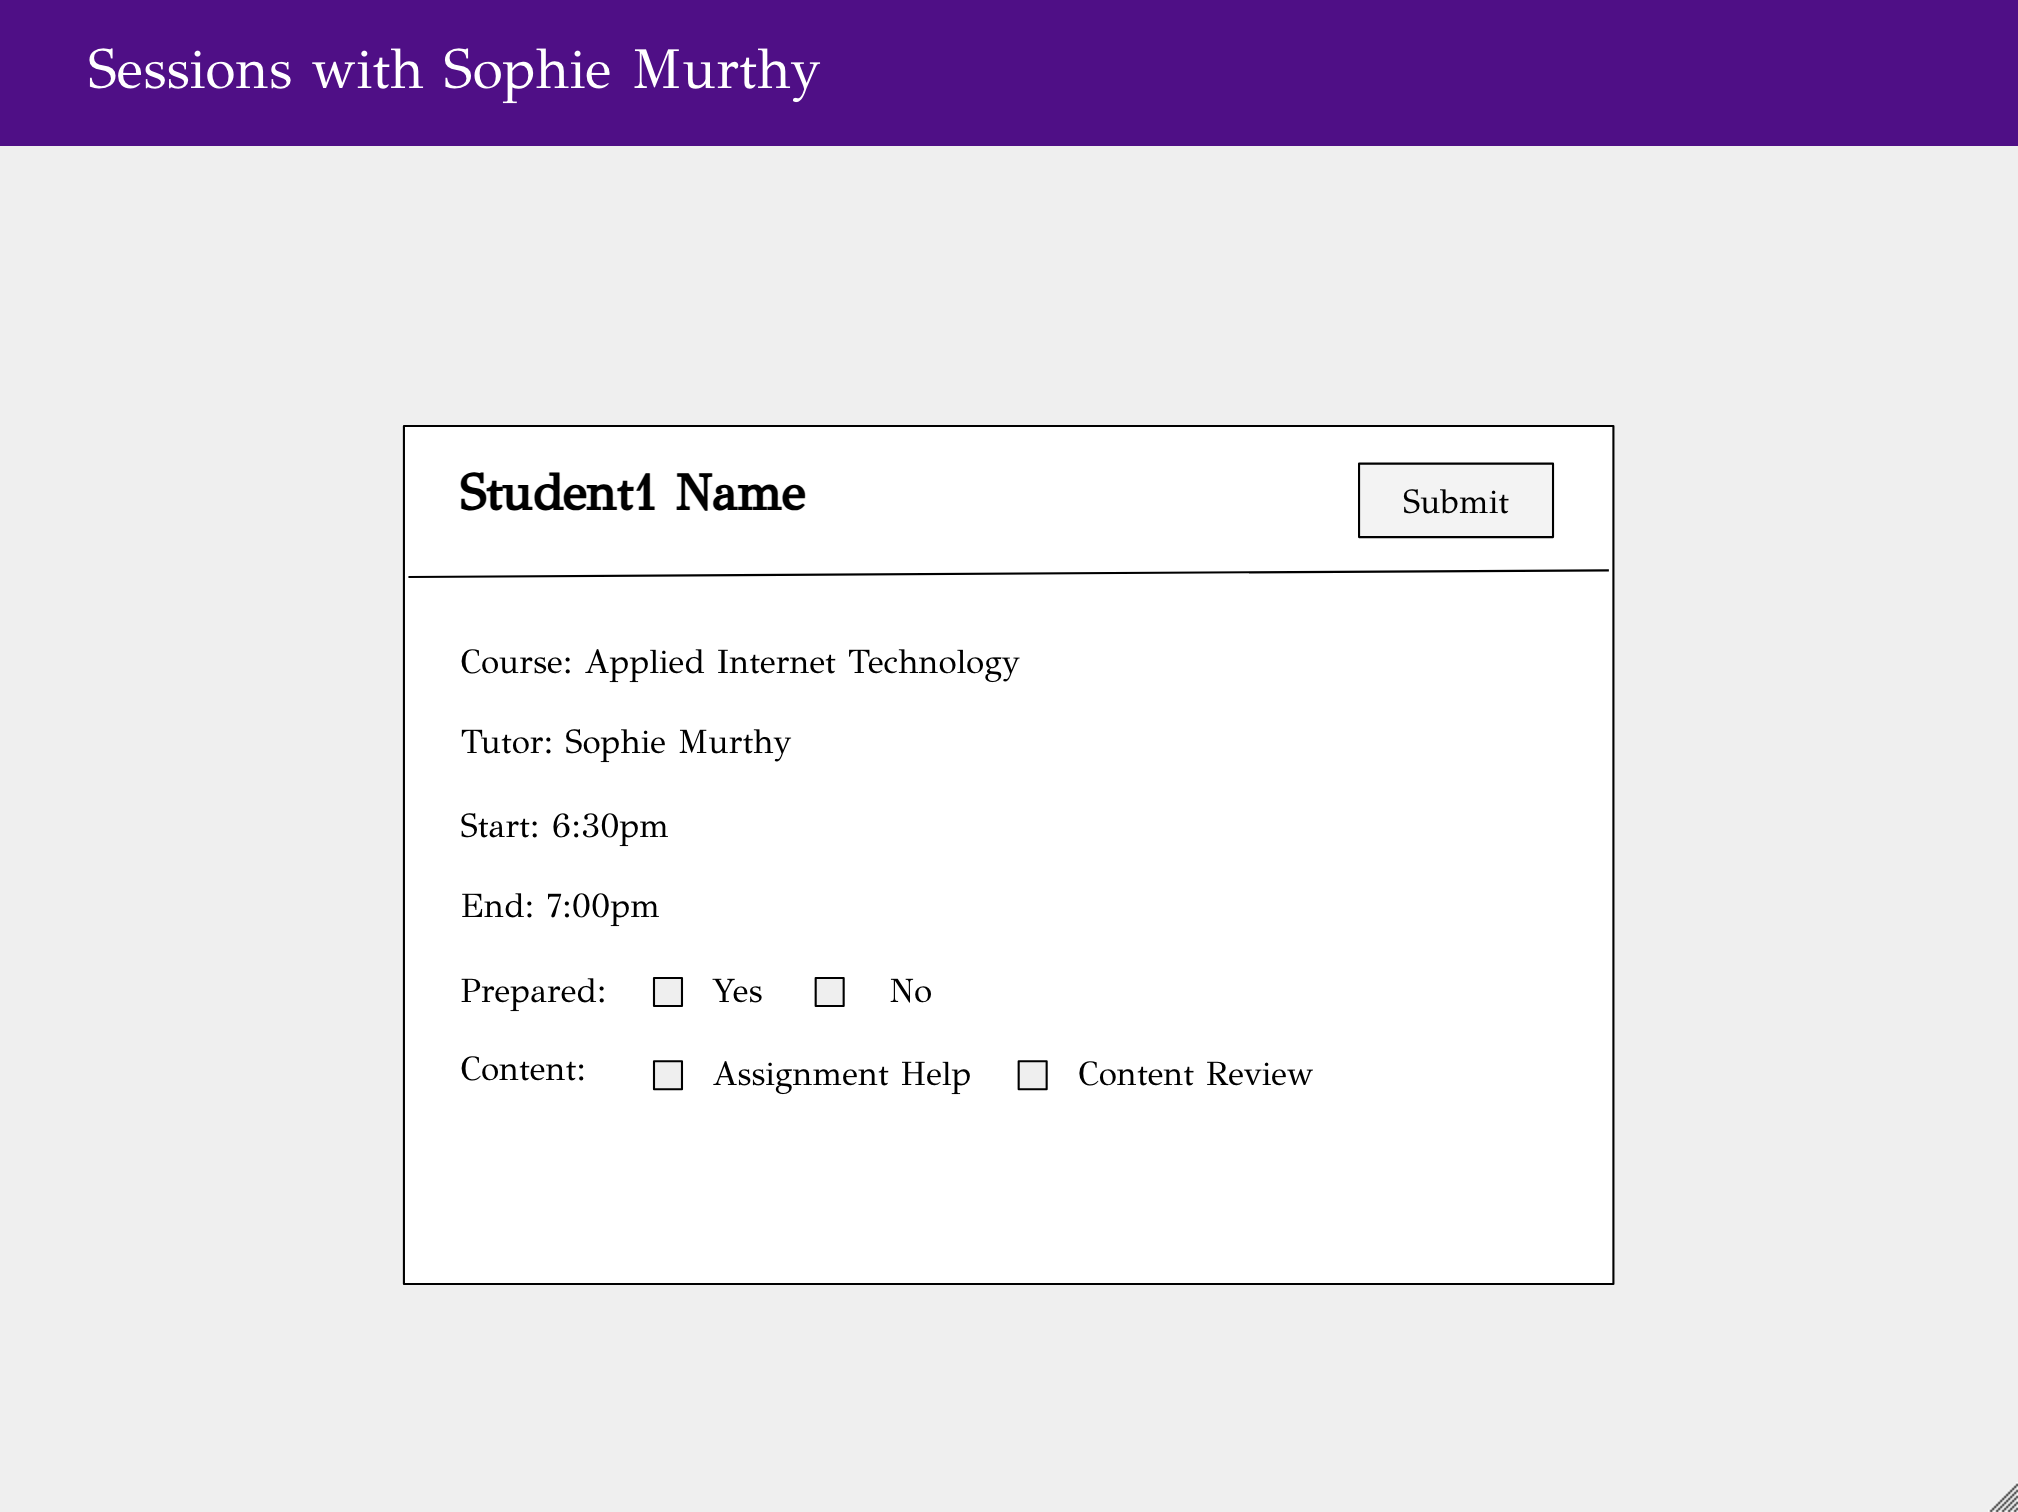 Sessions with Sophie Murthy
Student1 Name
Submit
Course: Applied Internet Technology
Tutor: Sophie Murthy
Start: 6:30pm
End: 7:00pm
Prepared: Yes No
Content: Assignment Help Content Review